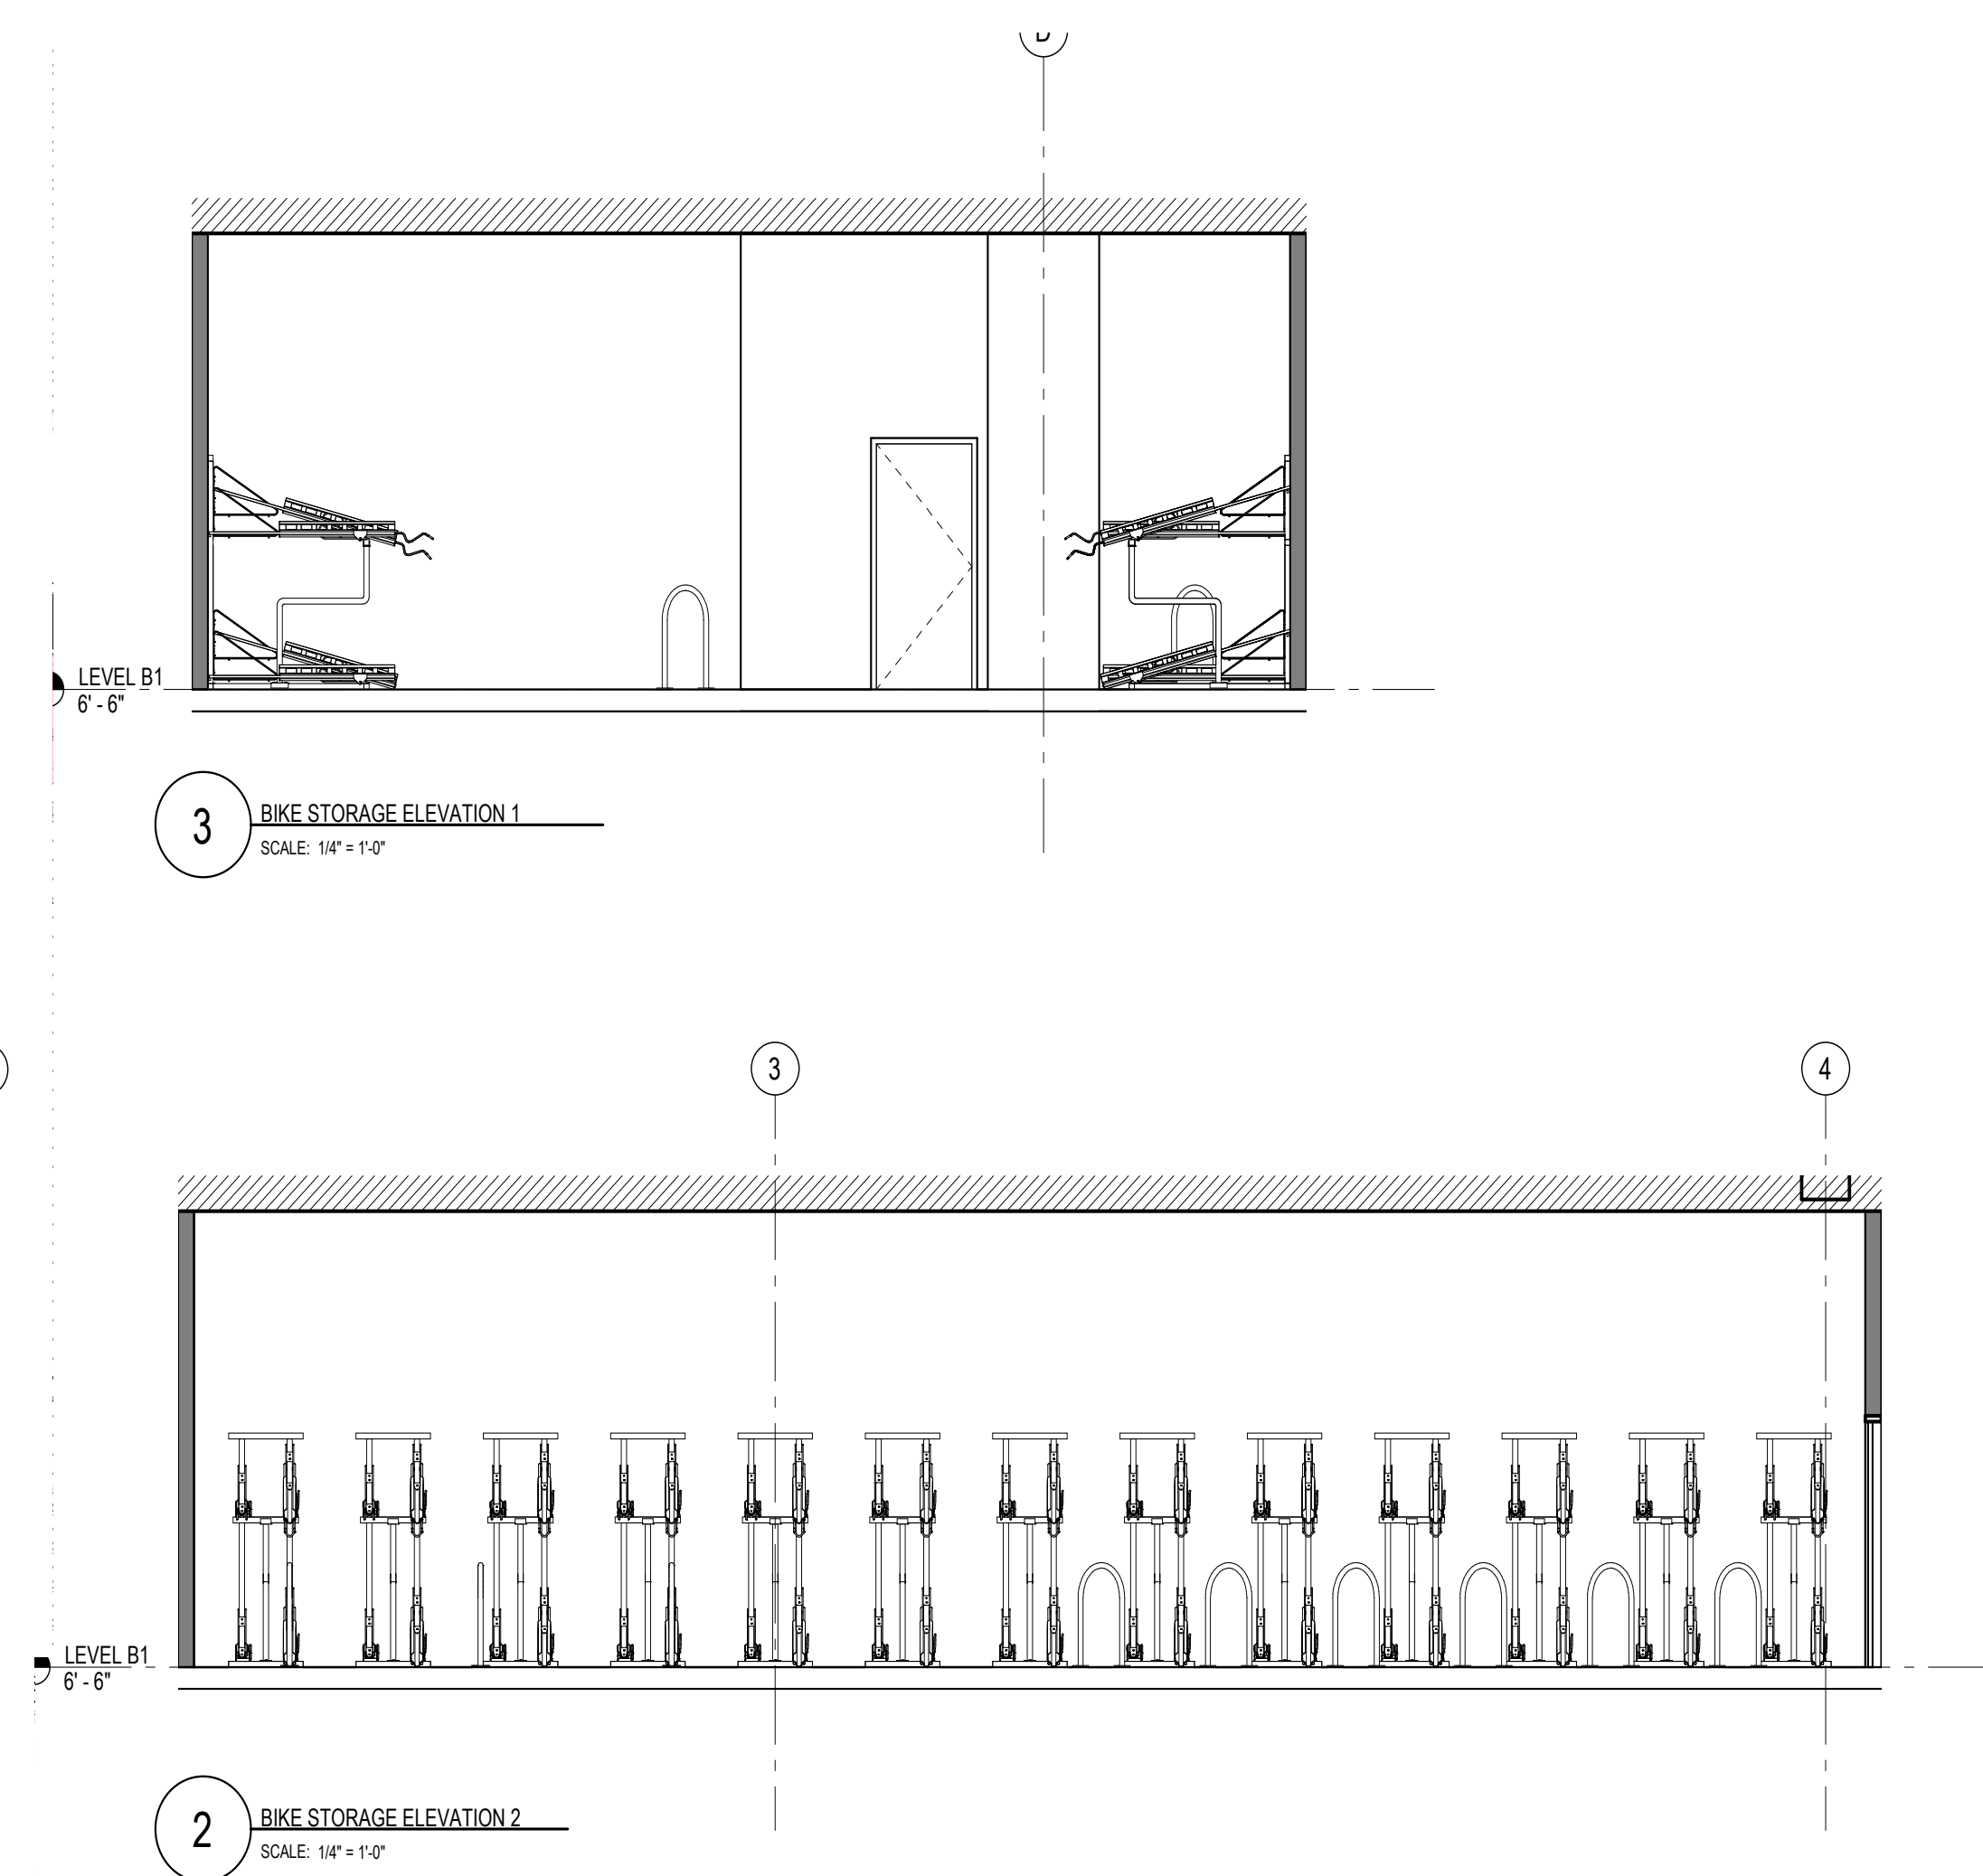 LEVEL B1
6' - 6"
3
BIKE STORAGE ELEVATION 1
SCALE: 1/4" = 1'-0"
3
4
LEVEL B1
6' - 6"
2
BIKE STORAGE ELEVATION 2
SCALE: 1/4" = 1'-0"